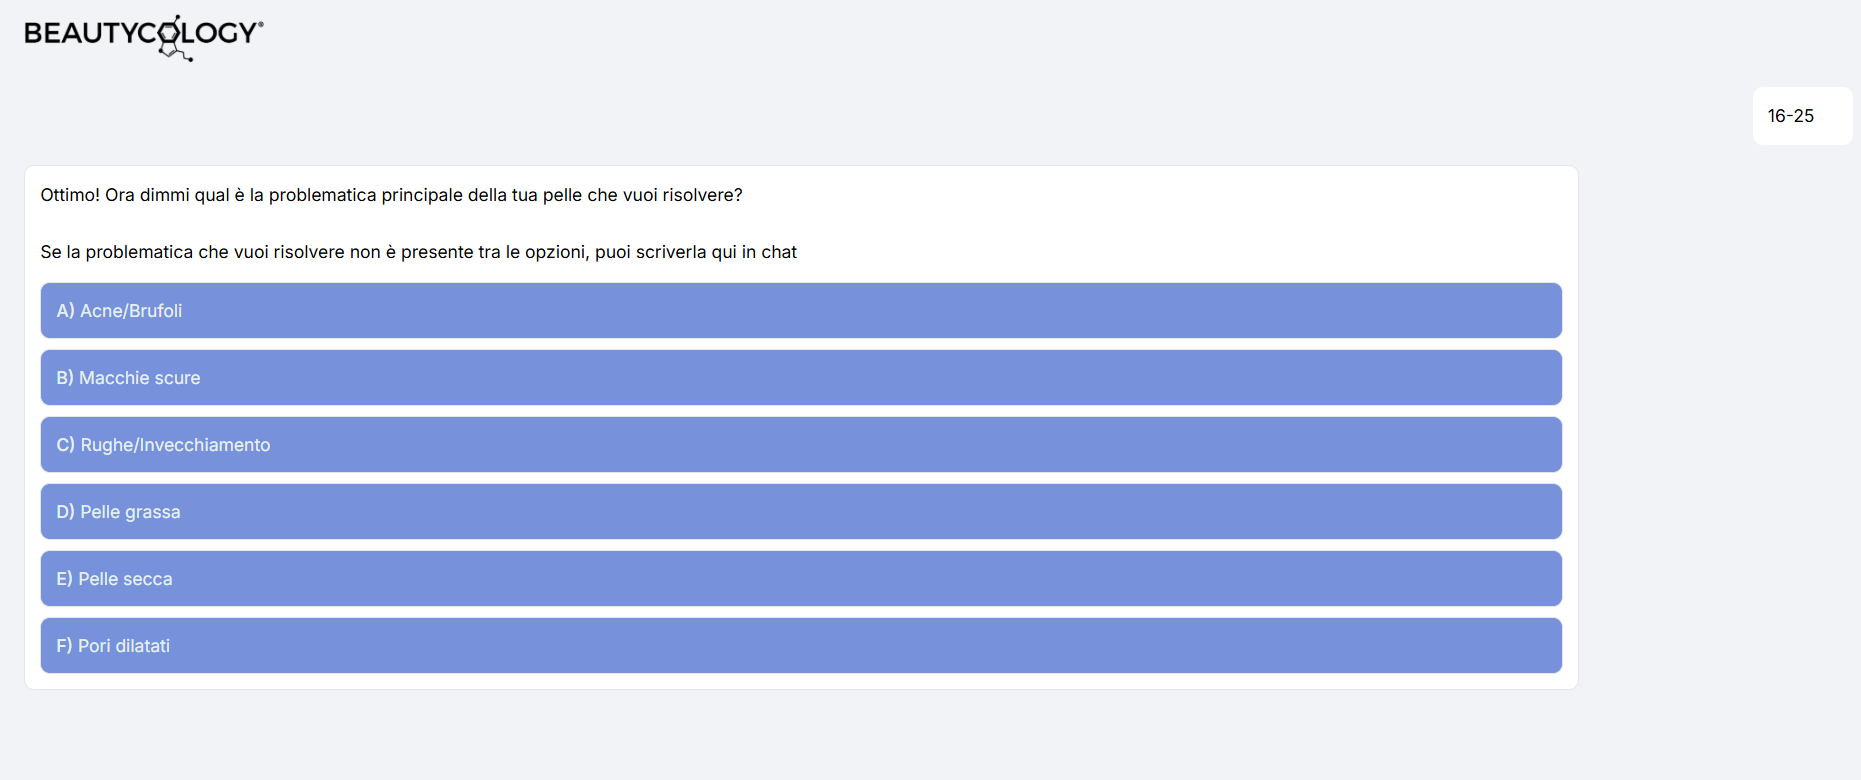 BEAUTYCOLOGY®
16-25
Ottimo! Ora dimmi qual è la problematica principale della tua pelle che vuoi risolvere?
Se la problematica che vuoi risolvere non è presente tra le opzioni, puoi scriverla qui in chat
A) Acne/Brufoli
B) Macchie scure
C) Rughe/Invecchiamento
D) Pelle grassa
E) Pelle secca
F) Pori dilatati